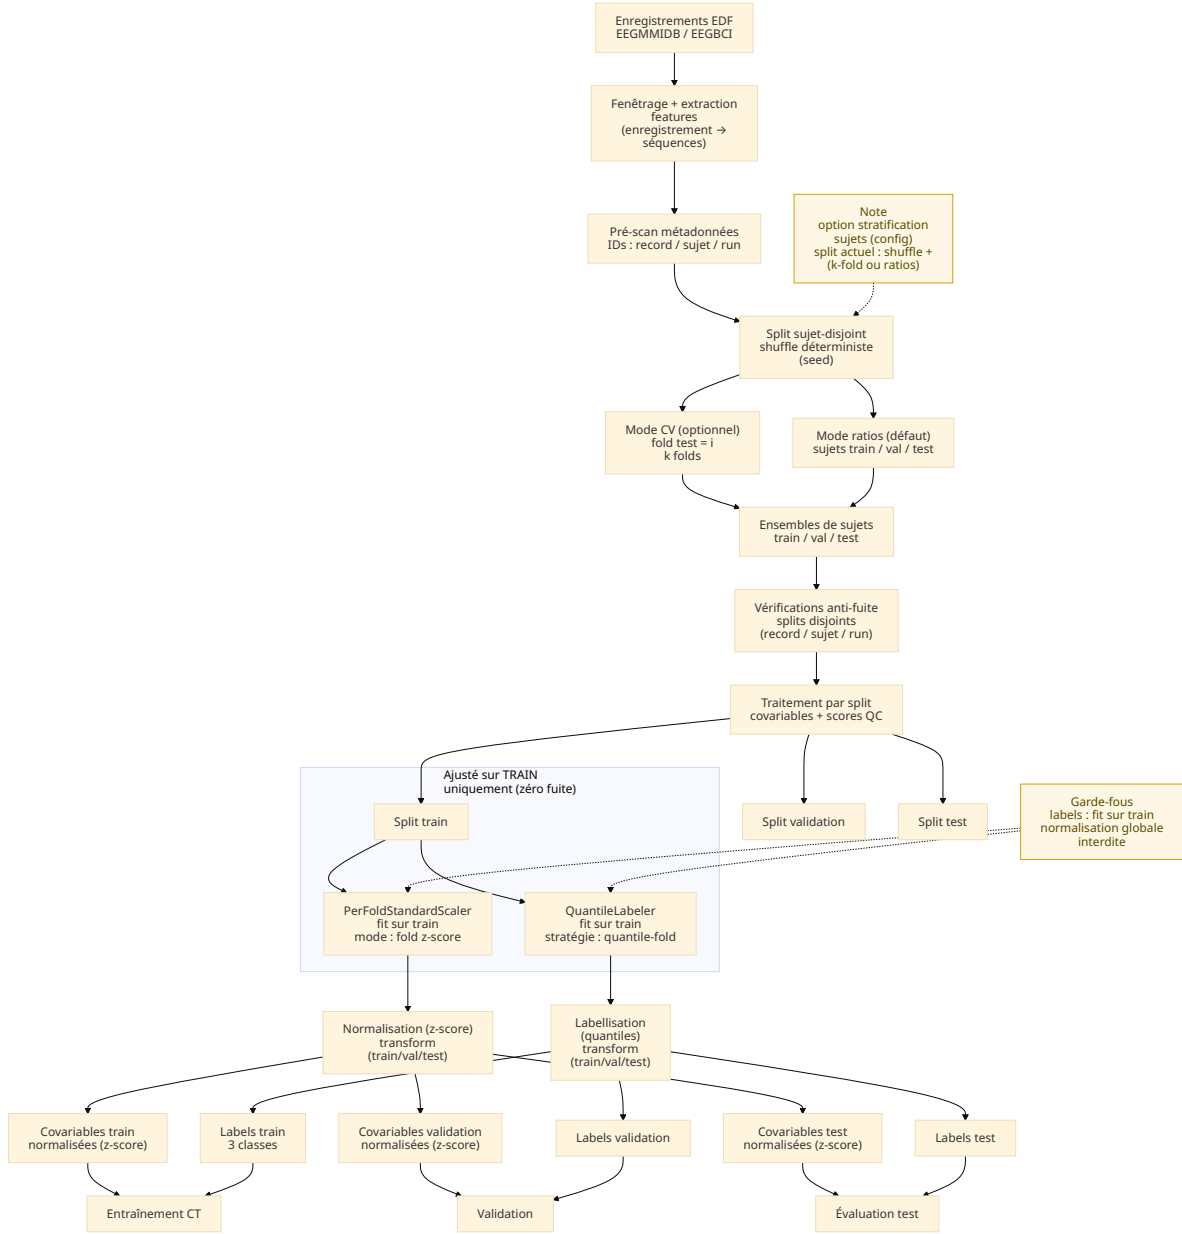 Enregistrements EDF
EEGMMIDB / EEGBCI
Fenêtrage + extraction
features
(enregistrement →
séquences)
Pré-scan métadonnées
IDs : record / sujet / run
Note
option stratification
sujets (config)
split actuel : shuffle +
(k-fold ou ratios)
Split sujet-disjoint
shuffle déterministe
(seed)
Mode CV (optionnel)
fold test = i
k folds
Mode ratios (défaut)
sujets train / val / test
Ensembles de sujets
train / val / test
Vérifications anti-fuite
splits disjoints
(record / sujet / run)
Traitement par split
covariables + scores QC
Ajusté sur TRAIN
uniquement (zéro fuite)
Split train
Split validation
Split test
Garde-fous
labels : fit sur train
normalisation globale
interdite
PerFoldStandardScaler
fit sur train
mode : fold z-score
QuantileLabeler
fit sur train
stratégie : quantile-fold
Normalisation (z-score)
transform
(train/val/test)
Labellisation
(quantiles)
transform
(train/val/test)
Covariables train
normalisées (z-score)
Labels train
3 classes
Covariables validation
normalisées (z-score)
Labels validation
Covariables test
normalisées (z-score)
Labels test
Entraînement CT
Validation
Évaluation test